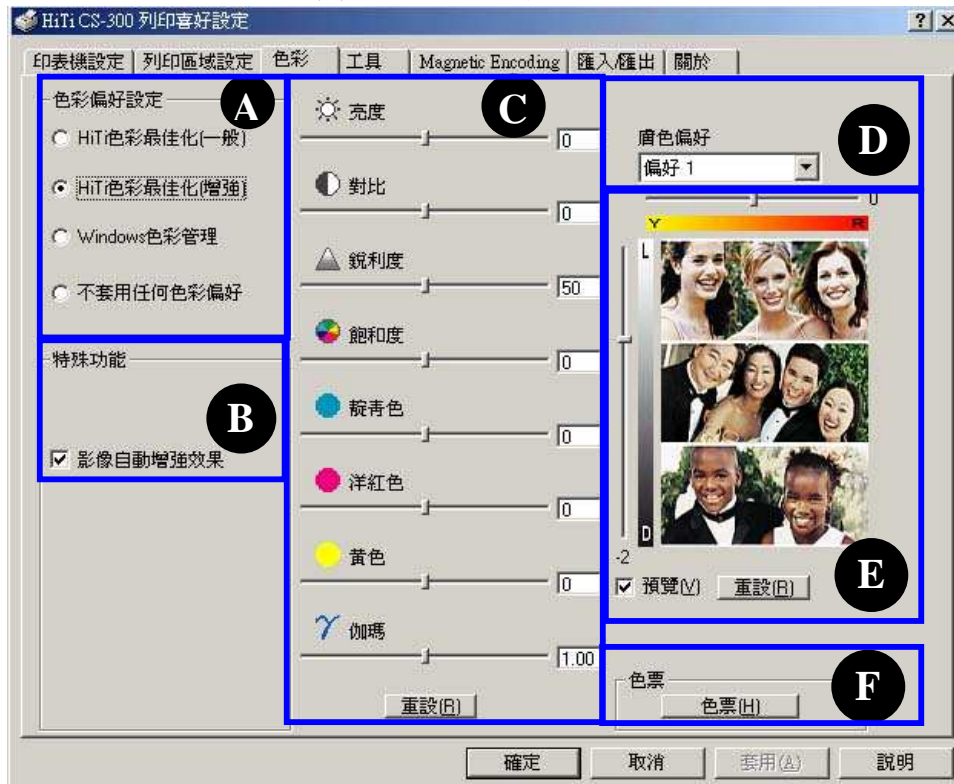 HiTi CS-300 列印喜好設定
印表機設定 列印區域設定 色彩 工具 Magnetic Encoding 匯入/匯出 關於
色彩偏好設定
A
HiTi色彩最佳化(一般)
HiTi色彩最佳化(增強)
Windows色彩管理
不套用任何色彩偏好
特殊功能
B
影像自動增強效果
C
亮度
0
對比
0
銳利度
50
飽和度
0
靛青色
0
洋紅色
0
黃色
0
γ 伽瑪
1.00
重設(R)
D
膚色偏好
偏好 1
0
Y R
L
D
-2
E
預覽(V) 重設(R)
色票
F
色票(H)
確定 取消 套用(A) 說明